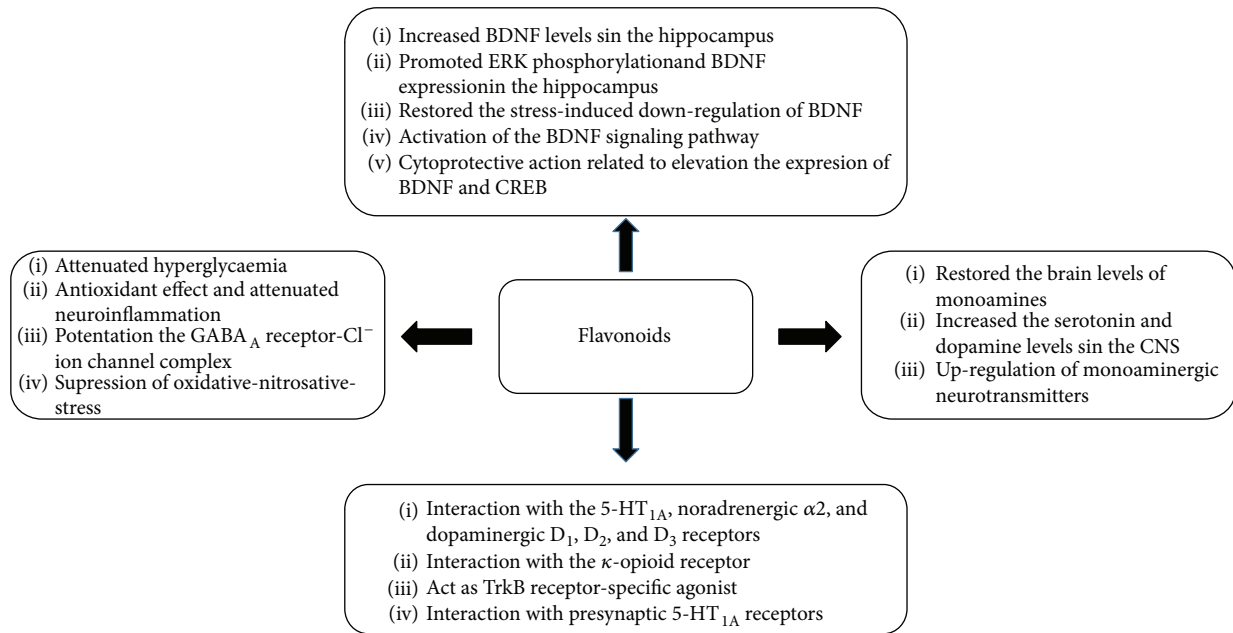 (i) Increased BDNF levels sin the hippocampus
(ii) Promoted ERK phosphorylationand BDNF
expressionin the hippocampus
(iii) Restored the stress-induced down-regulation of BDNF
(iv) Activation of the BDNF signaling pathway
(v) Cytoprotective action related to elevation the expresion of
BDNF and CREB
(i) Attenuated hyperglycaemia
(ii) Antioxidant effect and attenuated
neuroinflammation
(iii) Potentation the GABA_A receptor-Cl⁻
ion channel complex
(iv) Supression of oxidative-nitrosative-
stress
Flavonoids
(i) Restored the brain levels of
monoamines
(ii) Increased the serotonin and
dopamine levels sin the CNS
(iii) Up-regulation of monoaminergic
neurotransmitters
(i) Interaction with the 5-HT_1A, noradrenergic α2, and
dopaminergic D₁, D₂, and D₃ receptors
(ii) Interaction with the κ-opioid receptor
(iii) Act as TrkB receptor-specific agonist
(iv) Interaction with presynaptic 5-HT_1A receptors